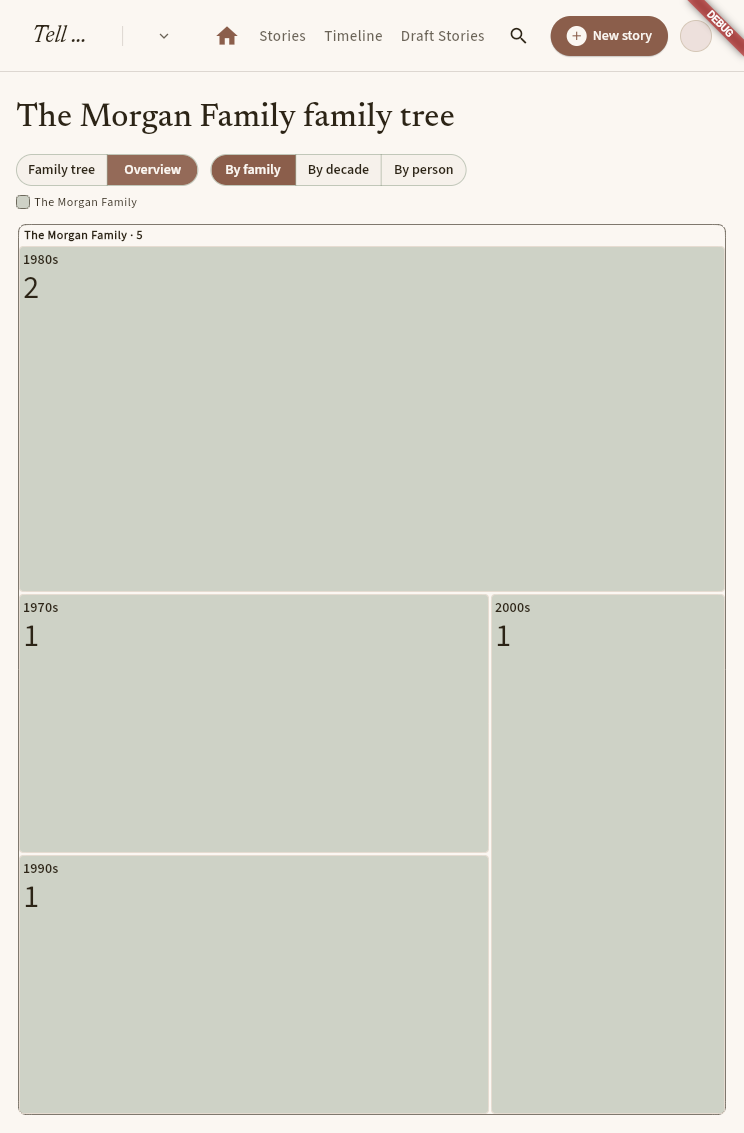 Tell ...
Stories
Timeline
Draft Stories
New story
DEBUG
The Morgan Family family tree
Family tree
Overview
By family
By decade
By person
The Morgan Family
The Morgan Family · 5
1980s
2
1970s
1
2000s
1
1990s
1